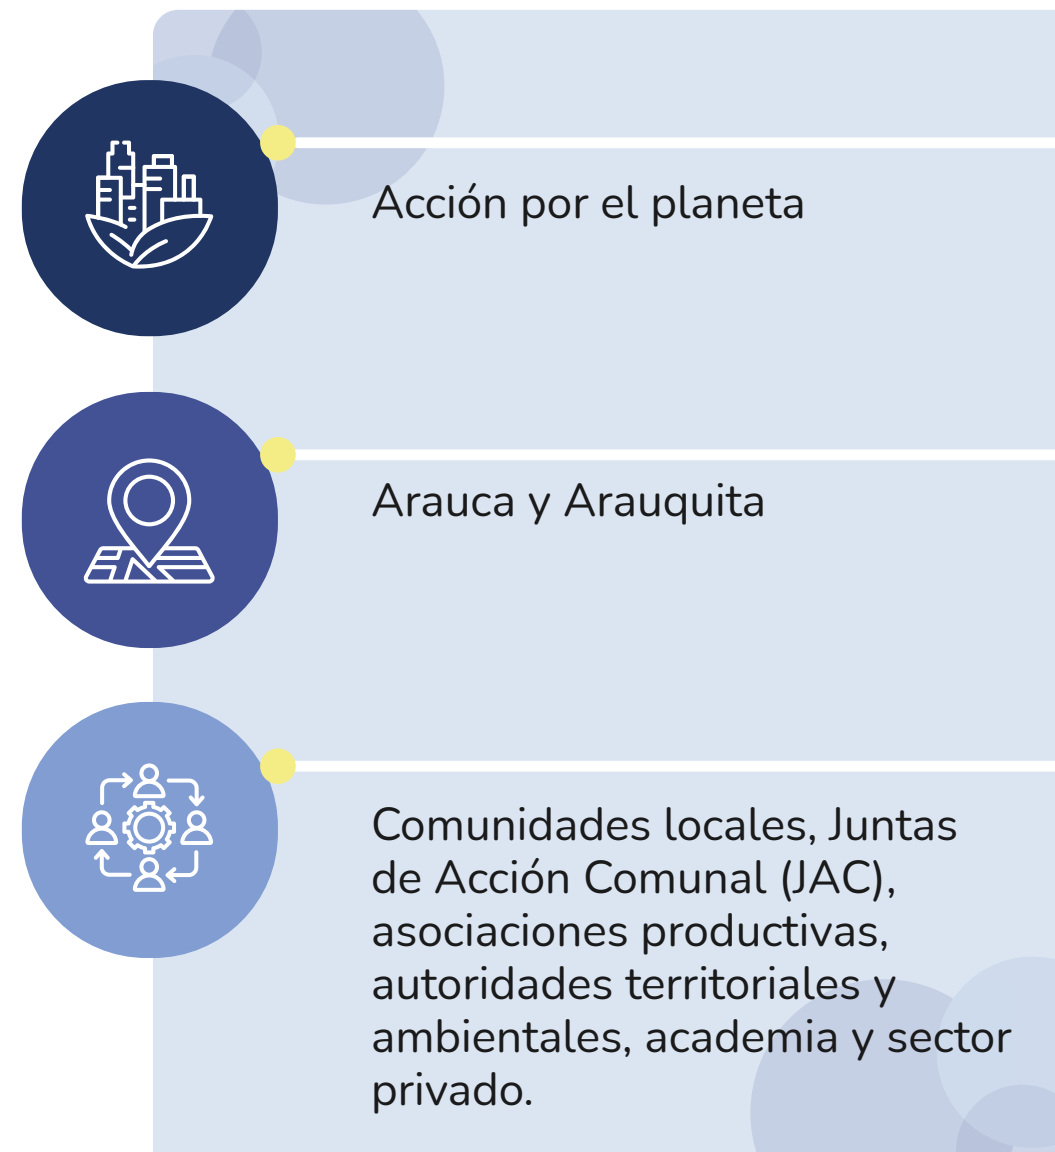 Acción por el planeta
Arauca y Arauquita
Comunidades locales, Juntas
de Acción Comunal (JAC),
asociaciones productivas,
autoridades territoriales y
ambientales, academia y sector
privado.